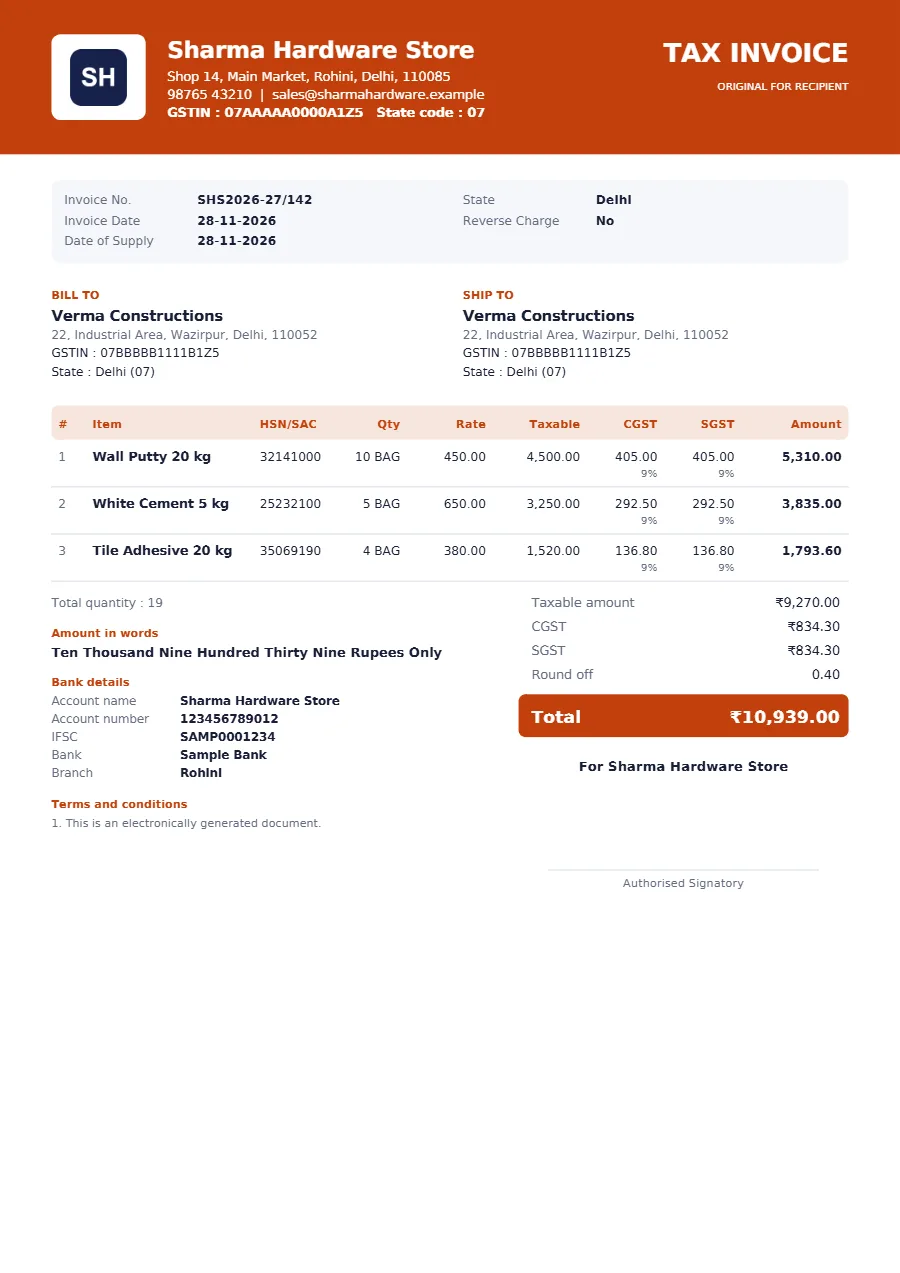 SH
Sharma Hardware Store
Shop 14, Main Market, Rohini, Delhi, 110085
98765 43210 | sales@sharmahardware.example
GSTIN : 07AAAAA0000A1Z5 State code : 07
TAX INVOICE
ORIGINAL FOR RECIPIENT
Invoice No. SHS2026-27/142 State Delhi
Invoice Date 28-11-2026 Reverse Charge No
Date of Supply 28-11-2026
BILL TO
Verma Constructions
22, Industrial Area, Wazirpur, Delhi, 110052
GSTIN : 07BBBBB1111B1Z5
State : Delhi (07)
SHIP TO
Verma Constructions
22, Industrial Area, Wazirpur, Delhi, 110052
GSTIN : 07BBBBB1111B1Z5
State : Delhi (07)
# Item HSN/SAC Qty Rate Taxable CGST SGST Amount
1 Wall Putty 20 kg 32141000 10 BAG 450.00 4,500.00 405.00 405.00 5,310.00
9% 9%
2 White Cement 5 kg 25232100 5 BAG 650.00 3,250.00 292.50 292.50 3,835.00
9% 9%
3 Tile Adhesive 20 kg 35069190 4 BAG 380.00 1,520.00 136.80 136.80 1,793.60
9% 9%
Total quantity : 19
Amount in words
Ten Thousand Nine Hundred Thirty Nine Rupees Only
Bank details
Account name Sharma Hardware Store
Account number 123456789012
IFSC SAMP0001234
Bank Sample Bank
Branch Rohini
Terms and conditions
1. This is an electronically generated document.
Taxable amount ₹9,270.00
CGST ₹834.30
SGST ₹834.30
Round off 0.40
Total ₹10,939.00
For Sharma Hardware Store
Authorised Signatory